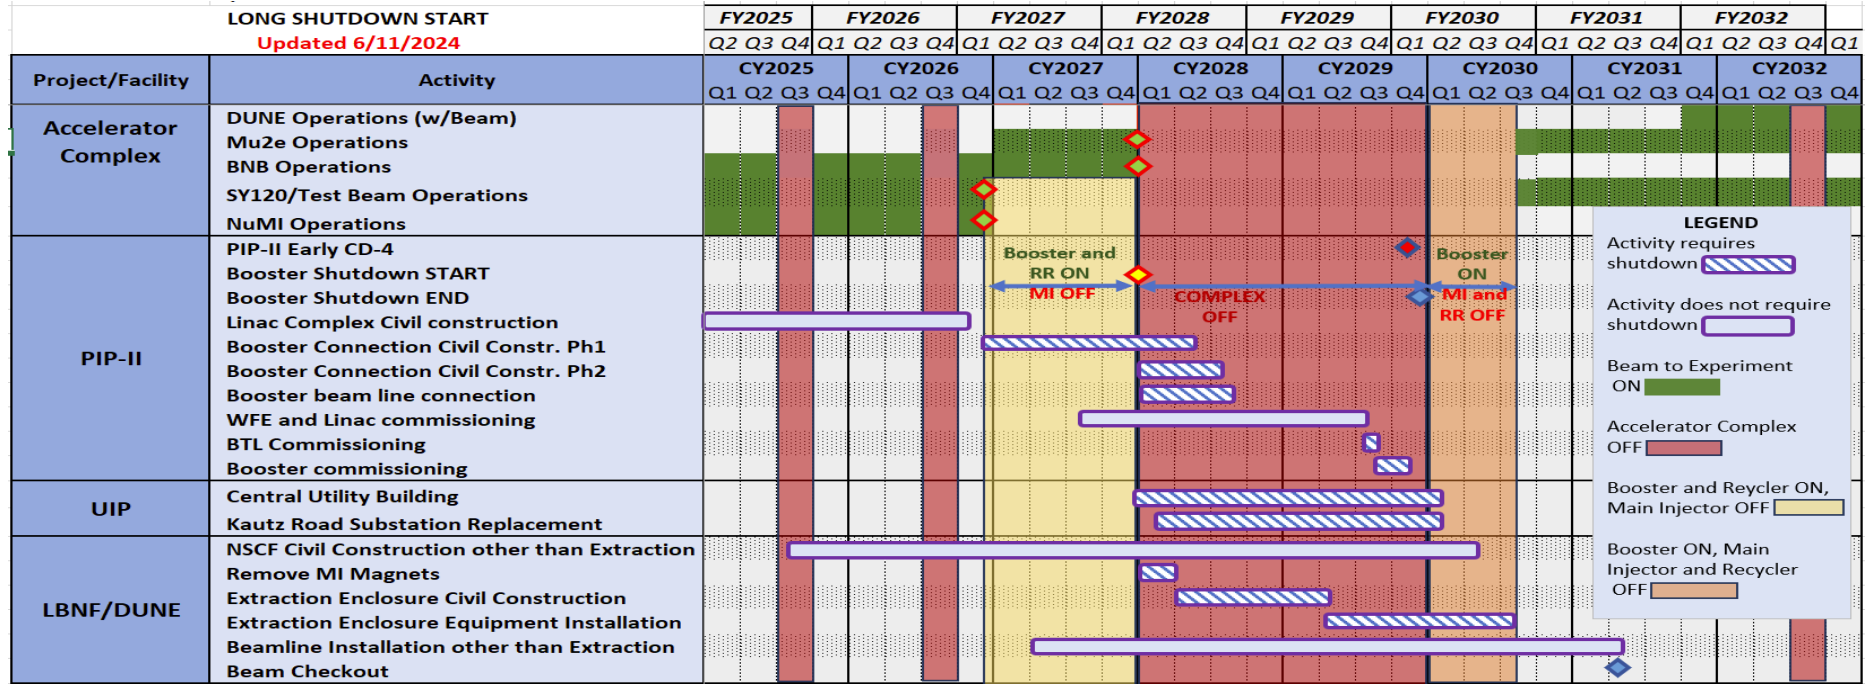 LONG SHUTDOWN START
Updated 6/11/2024
FY2025 FY2026 FY2027 FY2028 FY2029 FY2030 FY2031 FY2032
Q2 Q3 Q4 Q1 Q2 Q3 Q4 Q1 Q2 Q3 Q4 Q1 Q2 Q3 Q4 Q1 Q2 Q3 Q4 Q1 Q2 Q3 Q4 Q1 Q2 Q3 Q4 Q1 Q2 Q3 Q4 Q1
Project/Facility Activity CY2025 CY2026 CY2027 CY2028 CY2029 CY2030 CY2031 CY2032
Q1 Q2 Q3 Q4 Q1 Q2 Q3 Q4 Q1 Q2 Q3 Q4 Q1 Q2 Q3 Q4 Q1 Q2 Q3 Q4 Q1 Q2 Q3 Q4 Q1 Q2 Q3 Q4 Q1 Q2 Q3 Q4
Accelerator
Complex
DUNE Operations (w/Beam)
Mu2e Operations
BNB Operations
SY120/Test Beam Operations
NuMI Operations
PIP-II
PIP-II Early CD-4
Booster Shutdown START
Booster Shutdown END
Linac Complex Civil construction
Booster Connection Civil Constr. Ph1
Booster Connection Civil Constr. Ph2
Booster beam line connection
WFE and Linac commissioning
BTL Commissioning
Booster commissioning
UIP
Central Utility Building
Kautz Road Substation Replacement
LBNF/DUNE
NSCF Civil Construction other than Extraction
Remove MI Magnets
Extraction Enclosure Civil Construction
Extraction Enclosure Equipment Installation
Beamline Installation other than Extraction
Beam Checkout
Booster and
RR ON
MI OFF
COMPLEX
OFF
Booster
ON
MI and
RR OFF
LEGEND
Activity requires
shutdown
Activity does not require
shutdown
Beam to Experiment
ON
Accelerator Complex
OFF
Booster and Reycler ON,
Main Injector OFF
Booster ON, Main
Injector and Recycler
OFF